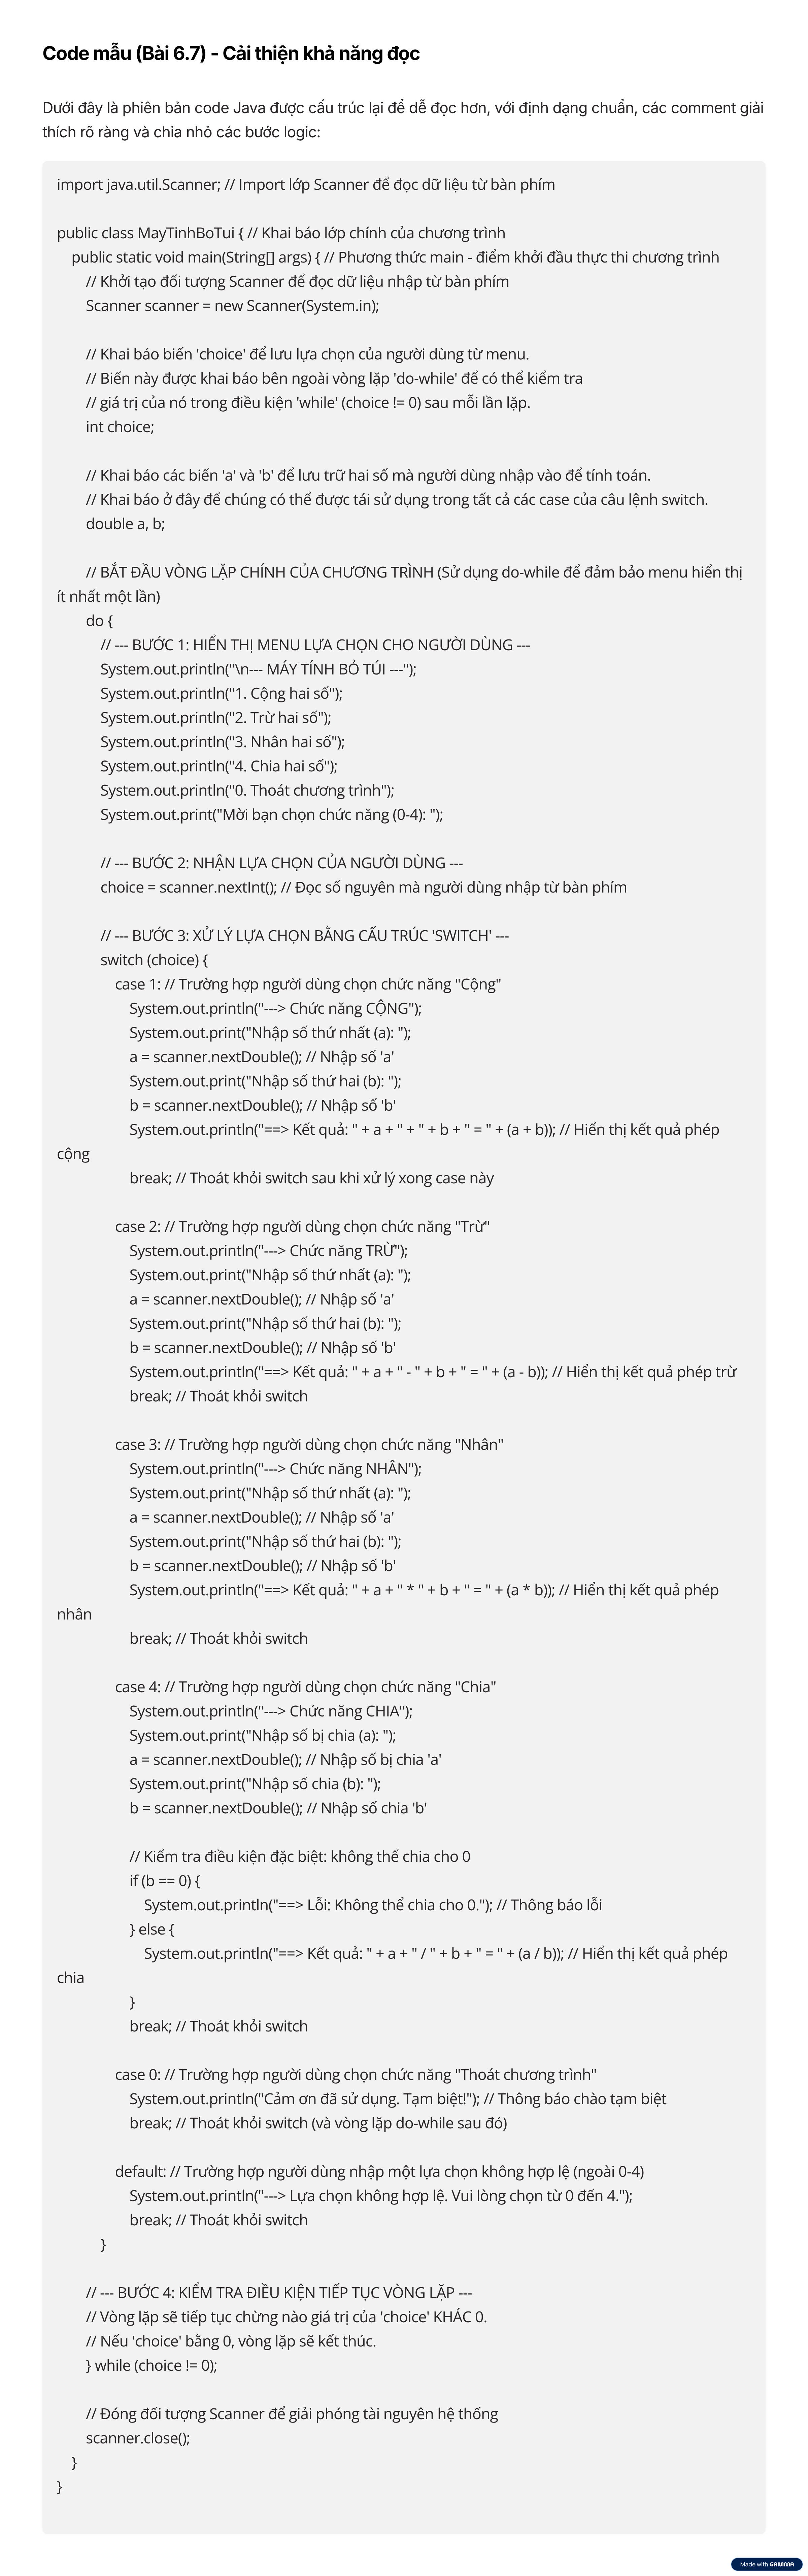 Code mẫu (Bài 6.7) - Cải thiện khả năng đọc
Dưới đây là phiên bản code Java được cấu trúc lại để dễ đọc hơn, với định dạng chuẩn, các comment giải
thích rõ ràng và chia nhỏ các bước logic:
import java.util.Scanner; // Import lớp Scanner để đọc dữ liệu từ bàn phím
public class MayTinhBoTui { // Khai báo lớp chính của chương trình
public static void main(String[] args) { // Phương thức main - điểm khởi đầu thực thi chương trình
// Khởi tạo đối tượng Scanner để đọc dữ liệu nhập từ bàn phím
Scanner scanner = new Scanner(System.in);
// Khai báo biến 'choice' để lưu lựa chọn của người dùng từ menu.
// Biến này được khai báo bên ngoài vòng lặp 'do-while' để có thể kiểm tra
// giá trị của nó trong điều kiện 'while' (choice != 0) sau mỗi lần lặp.
int choice;
// Khai báo các biến 'a' và 'b' để lưu trữ hai số mà người dùng nhập vào để tính toán.
// Khai báo ở đây để chúng có thể được tái sử dụng trong tất cả các case của câu lệnh switch.
double a, b;
// BẮT ĐẦU VÒNG LẶP CHÍNH CỦA CHƯƠNG TRÌNH (Sử dụng do-while để đảm bảo menu hiển thị
ít nhất một lần)
do {
// --- BƯỚC 1: HIỂN THỊ MENU LỰA CHỌN CHO NGƯỜI DÙNG ---
System.out.println("\n--- MÁY TÍNH BỎ TÚI ---");
System.out.println("1. Cộng hai số");
System.out.println("2. Trừ hai số");
System.out.println("3. Nhân hai số");
System.out.println("4. Chia hai số");
System.out.println("0. Thoát chương trình");
System.out.print("Mời bạn chọn chức năng (0-4): ");
// --- BƯỚC 2: NHẬN LỰA CHỌN CỦA NGƯỜI DÙNG ---
choice = scanner.nextInt(); // Đọc số nguyên mà người dùng nhập từ bàn phím
// --- BƯỚC 3: XỬ LÝ LỰA CHỌN BẰNG CẤU TRÚC 'SWITCH' ---
switch (choice) {
case 1: // Trường hợp người dùng chọn chức năng "Cộng"
System.out.println("---> Chức năng CỘNG");
System.out.print("Nhập số thứ nhất (a): ");
a = scanner.nextDouble(); // Nhập số 'a'
System.out.print("Nhập số thứ hai (b): ");
b = scanner.nextDouble(); // Nhập số 'b'
System.out.println("==> Kết quả: " + a + " + " + b + " = " + (a + b)); // Hiển thị kết quả phép
cộng
break; // Thoát khỏi switch sau khi xử lý xong case này
case 2: // Trường hợp người dùng chọn chức năng "Trừ"
System.out.println("---> Chức năng TRỪ");
System.out.print("Nhập số thứ nhất (a): ");
a = scanner.nextDouble(); // Nhập số 'a'
System.out.print("Nhập số thứ hai (b): ");
b = scanner.nextDouble(); // Nhập số 'b'
System.out.println("==> Kết quả: " + a + " - " + b + " = " + (a - b)); // Hiển thị kết quả phép trừ
break; // Thoát khỏi switch
case 3: // Trường hợp người dùng chọn chức năng "Nhân"
System.out.println("---> Chức năng NHÂN");
System.out.print("Nhập số thứ nhất (a): ");
a = scanner.nextDouble(); // Nhập số 'a'
System.out.print("Nhập số thứ hai (b): ");
b = scanner.nextDouble(); // Nhập số 'b'
System.out.println("==> Kết quả: " + a + " * " + b + " = " + (a * b)); // Hiển thị kết quả phép
nhân
break; // Thoát khỏi switch
case 4: // Trường hợp người dùng chọn chức năng "Chia"
System.out.println("---> Chức năng CHIA");
System.out.print("Nhập số bị chia (a): ");
a = scanner.nextDouble(); // Nhập số bị chia 'a'
System.out.print("Nhập số chia (b): ");
b = scanner.nextDouble(); // Nhập số chia 'b'
// Kiểm tra điều kiện đặc biệt: không thể chia cho 0
if (b == 0) {
System.out.println("==> Lỗi: Không thể chia cho 0."); // Thông báo lỗi
} else {
System.out.println("==> Kết quả: " + a + " / " + b + " = " + (a / b)); // Hiển thị kết quả phép
chia
}
break; // Thoát khỏi switch
case 0: // Trường hợp người dùng chọn chức năng "Thoát chương trình"
System.out.println("Cảm ơn đã sử dụng. Tạm biệt!"); // Thông báo chào tạm biệt
break; // Thoát khỏi switch (và vòng lặp do-while sau đó)
default: // Trường hợp người dùng nhập một lựa chọn không hợp lệ (ngoài 0-4)
System.out.println("---> Lựa chọn không hợp lệ. Vui lòng chọn từ 0 đến 4.");
break; // Thoát khỏi switch
}
// --- BƯỚC 4: KIỂM TRA ĐIỀU KIỆN TIẾP TỤC VÒNG LẶP ---
// Vòng lặp sẽ tiếp tục chừng nào giá trị của 'choice' KHÁC 0.
// Nếu 'choice' bằng 0, vòng lặp sẽ kết thúc.
} while (choice != 0);
// Đóng đối tượng Scanner để giải phóng tài nguyên hệ thống
scanner.close();
}
}
Made with GAMMA